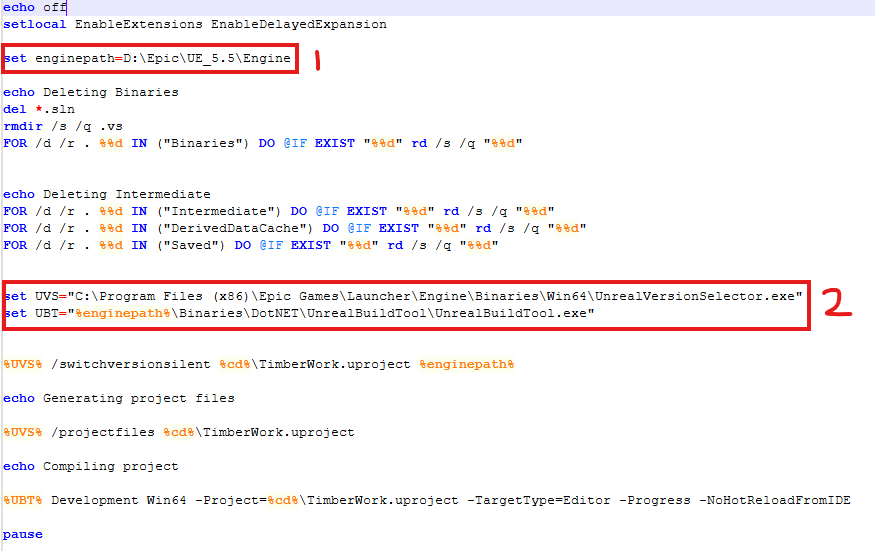 echo off
setlocal EnableExtensions EnableDelayedExpansion
set enginepath=D:\Epic\UE_5.5\Engine
1
echo Deleting Binaries
del *.sln
rmdir /s /q .vs
FOR /d /r . %%d IN ("Binaries") DO @IF EXIST "%%d" rd /s /q "%%d"
echo Deleting Intermediate
FOR /d /r . %%d IN ("Intermediate") DO @IF EXIST "%%d" rd /s /q "%%d"
FOR /d /r . %%d IN ("DerivedDataCache") DO @IF EXIST "%%d" rd /s /q "%%d"
FOR /d /r . %%d IN ("Saved") DO @IF EXIST "%%d" rd /s /q "%%d"
set UVS="C:\Program Files (x86)\Epic Games\Launcher\Engine\Binaries\Win64\UnrealVersionSelector.exe"
set UBT="%enginepath%\Binaries\DotNET\UnrealBuildTool\UnrealBuildTool.exe"
2
%UVS% /switchversionsilent %cd%\TimberWork.uproject %enginepath%
echo Generating project files
%UVS% /projectfiles %cd%\TimberWork.uproject
echo Compiling project
%UBT% Development Win64 -Project=%cd%\TimberWork.uproject -TargetType=Editor -Progress -NoHotReloadFromIDE
pause